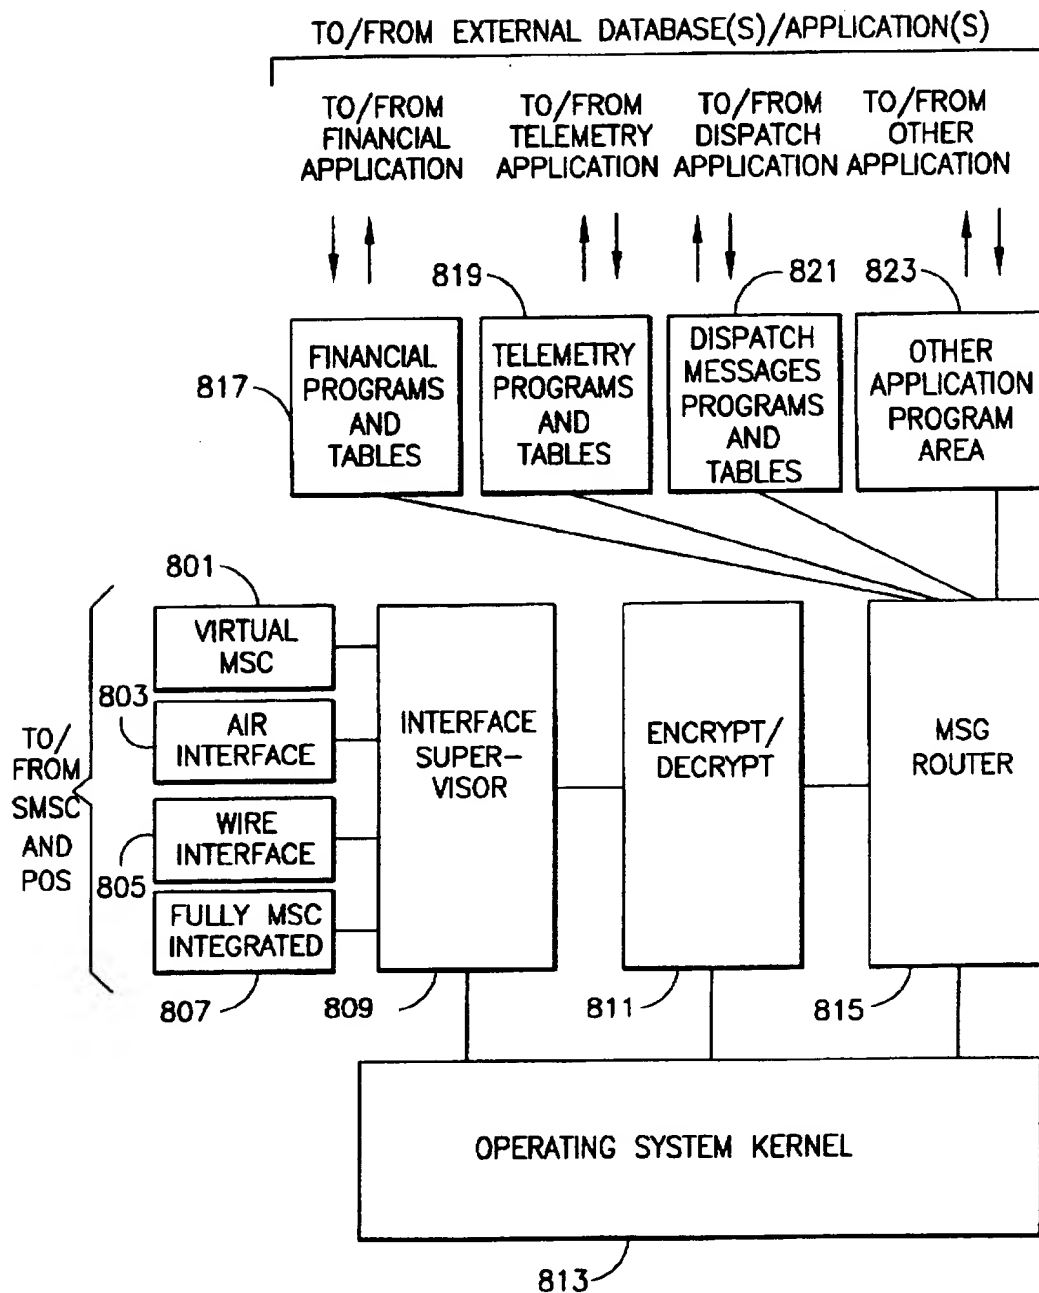 TO/FROM EXTERNAL DATABASE(S)/APPLICATION(S)
TO/FROM
FINANCIAL
APPLICATION
TO/FROM
TELEMETRY
APPLICATION
TO/FROM
DISPATCH
APPLICATION
TO/FROM
OTHER
APPLICATION
817
FINANCIAL
PROGRAMS
AND
TABLES
819
TELEMETRY
PROGRAMS
AND
TABLES
821
DISPATCH
MESSAGES
PROGRAMS
AND
TABLES
823
OTHER
APPLICATION
PROGRAM
AREA
TO/
FROM
SMSC
AND
POS
801
VIRTUAL
MSC
803
AIR
INTERFACE
805
WIRE
INTERFACE
FULLY MSC
INTEGRATED
807
INTERFACE
SUPER-
VISOR
809
ENCRYPT/
DECRYPT
811
MSG
ROUTER
815
OPERATING SYSTEM KERNEL
813